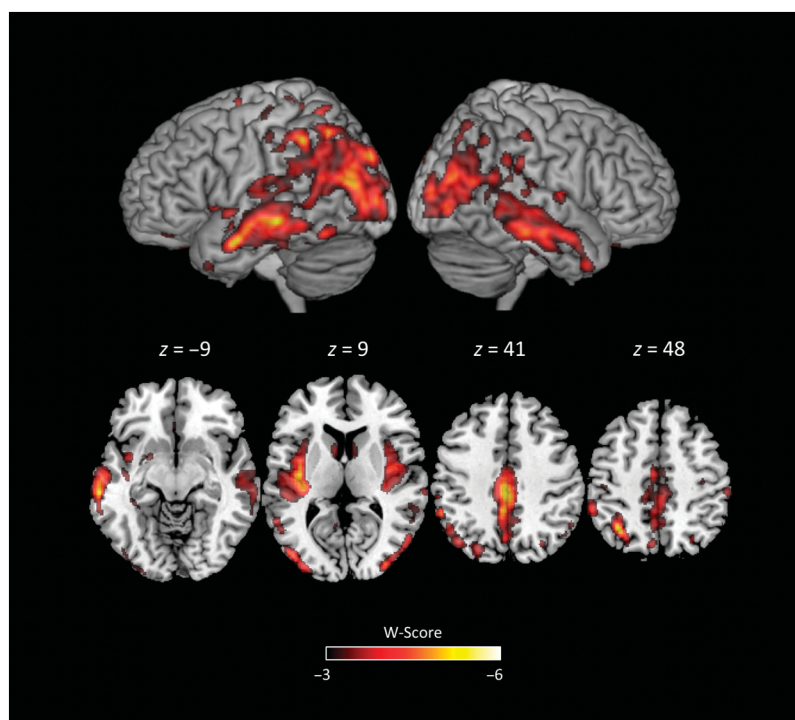 z = –9
z = 9
z = 41
z = 48
W-Score
–3
–6